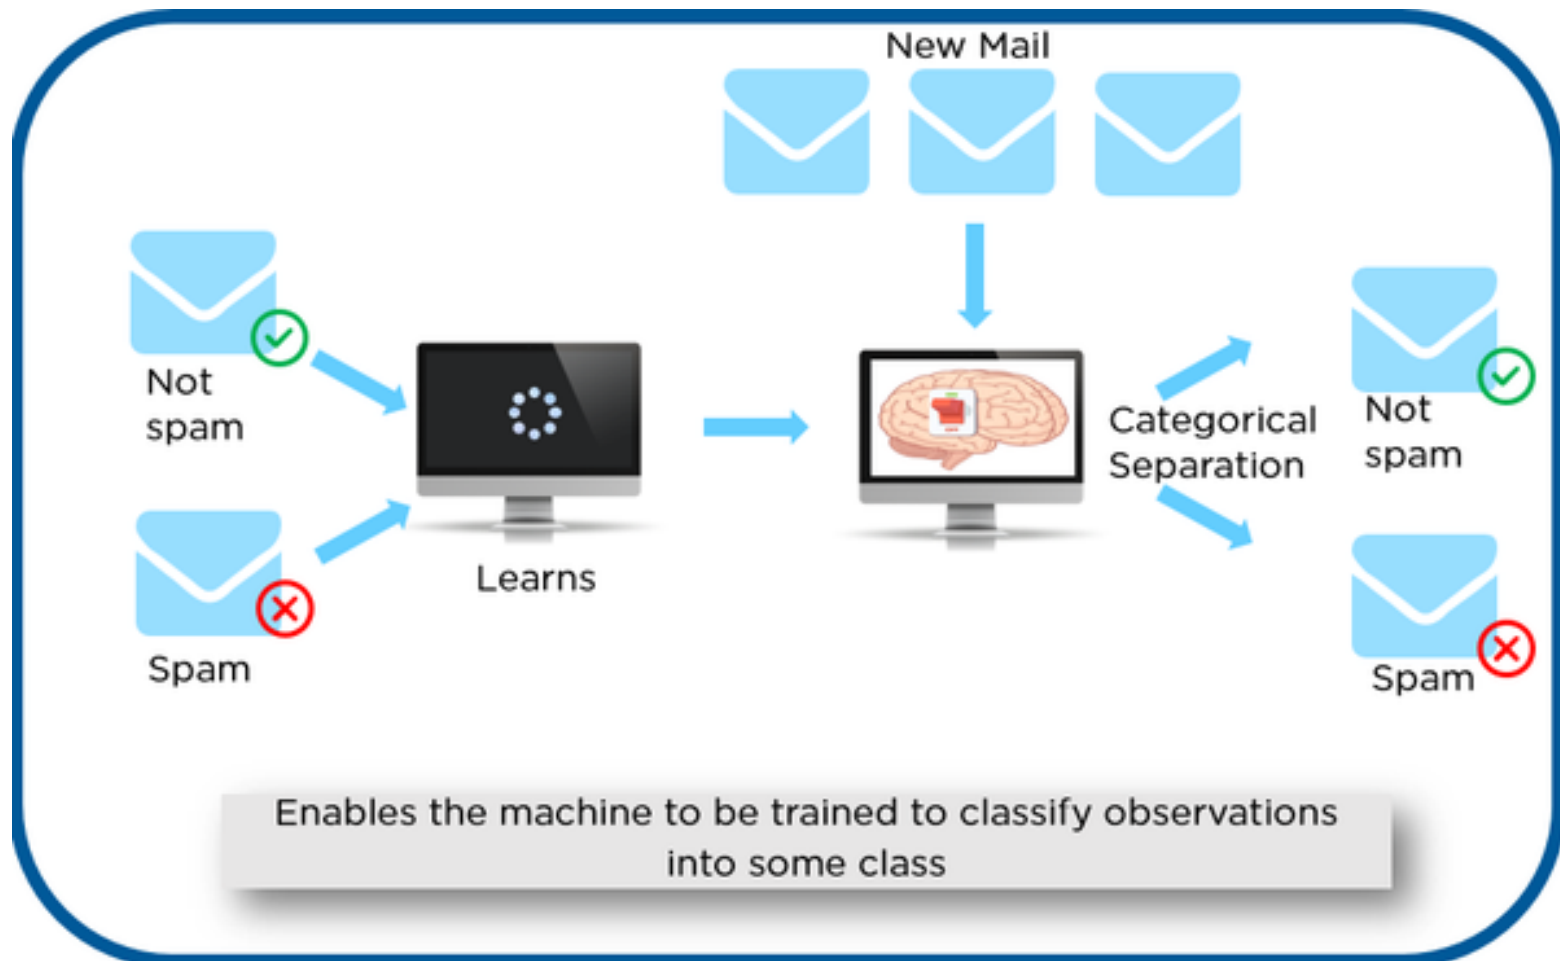 New Mail
Not
spam
Spam
Learns
Categorical
Separation
Not
spam
Spam
Enables the machine to be trained to classify observations
into some class